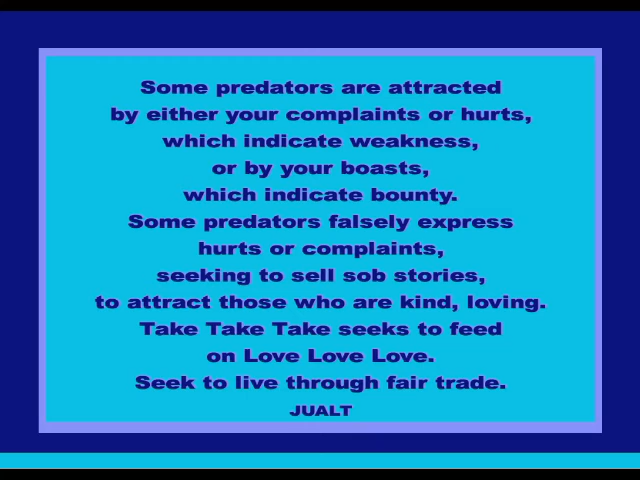 Some predators are attracted
by either your complaints or hurts,
which indicate weakness,
or by your boasts,
which indicate bounty.
Some predators falsely express
hurts or complaints,
seeking to sell sob stories,
to attract those who are kind, loving.
Take Take Take seeks to feed
on Love Love Love.
Seek to live through fair trade.
JUALT